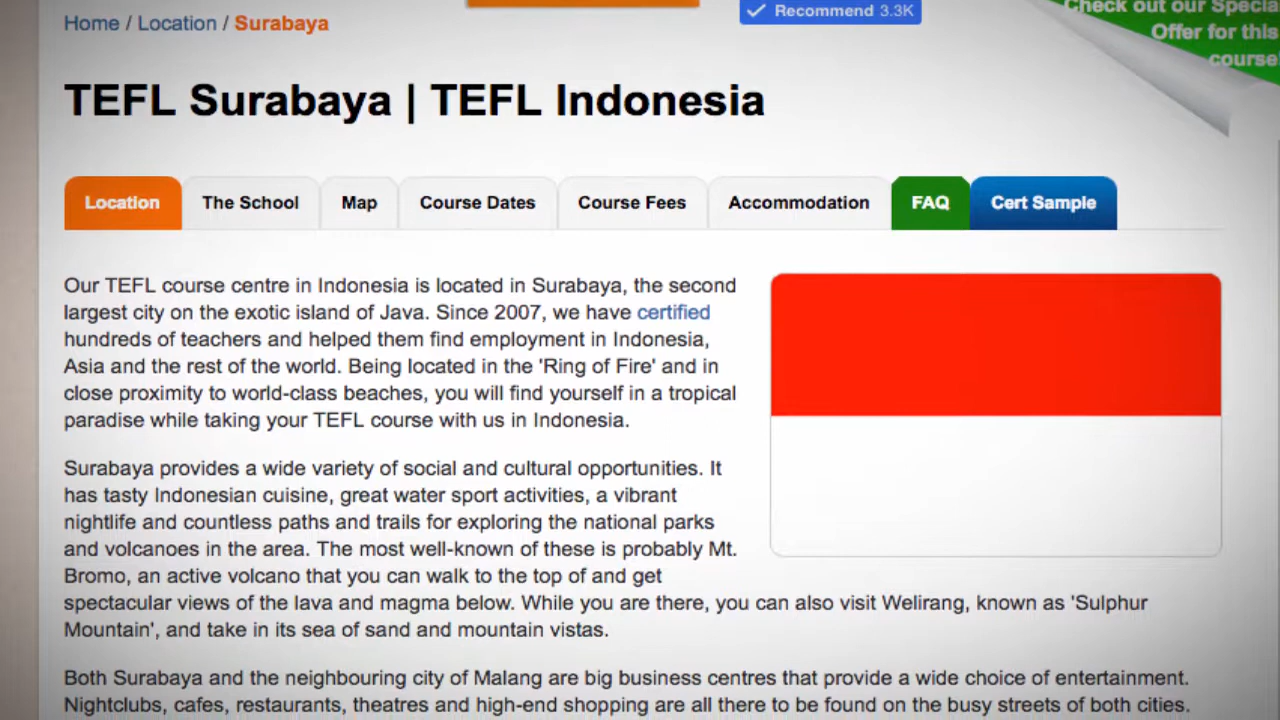 Recommend 3.3K
Check out our Specia
Offer for this
course
Home / Location / Surabaya
TEFL Surabaya | TEFL Indonesia
Location The School Map Course Dates Course Fees Accommodation FAQ Cert Sample
Our TEFL course centre in Indonesia is located in Surabaya, the second
largest city on the exotic island of Java. Since 2007, we have certified
hundreds of teachers and helped them find employment in Indonesia,
Asia and the rest of the world. Being located in the 'Ring of Fire' and in
close proximity to world-class beaches, you will find yourself in a tropical
paradise while taking your TEFL course with us in Indonesia.
Surabaya provides a wide variety of social and cultural opportunities. It
has tasty Indonesian cuisine, great water sport activities, a vibrant
nightlife and countless paths and trails for exploring the national parks
and volcanoes in the area. The most well-known of these is probably Mt.
Bromo, an active volcano that you can walk to the top of and get
spectacular views of the lava and magma below. While you are there, you can also visit Welirang, known as 'Sulphur
Mountain', and take in its sea of sand and mountain vistas.
Both Surabaya and the neighbouring city of Malang are big business centres that provide a wide choice of entertainment.
Nightclubs, cafes, restaurants, theatres and high-end shopping are all there to be found on the busy streets of both cities.